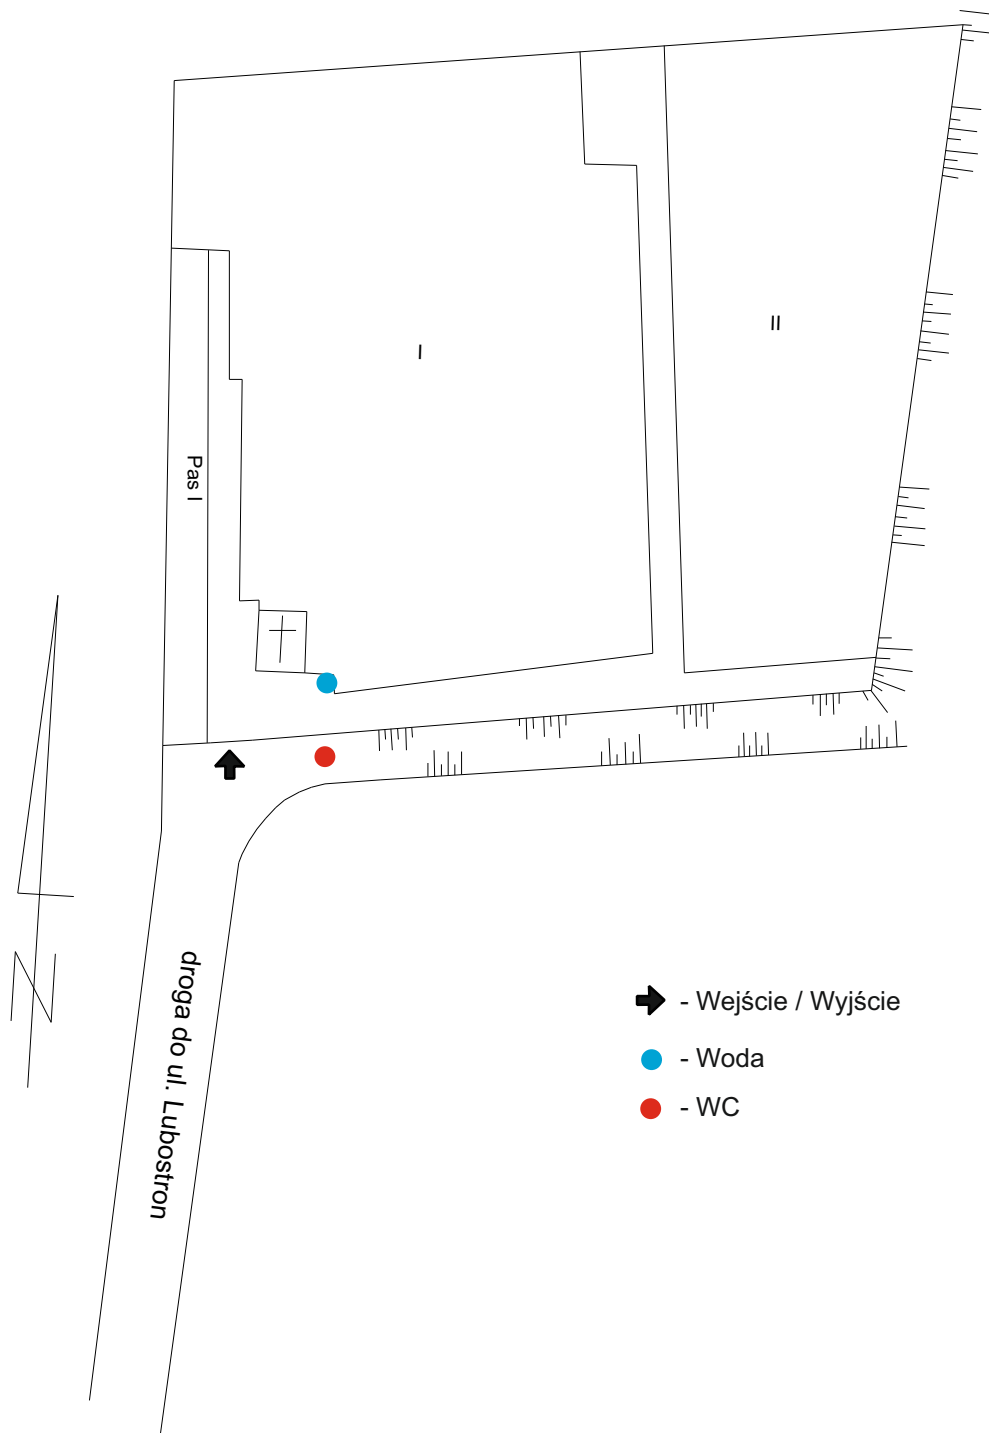 I
II
Pas I
N
droga do ul. Lubostron
- Wejście / Wyjście
- Woda
- WC